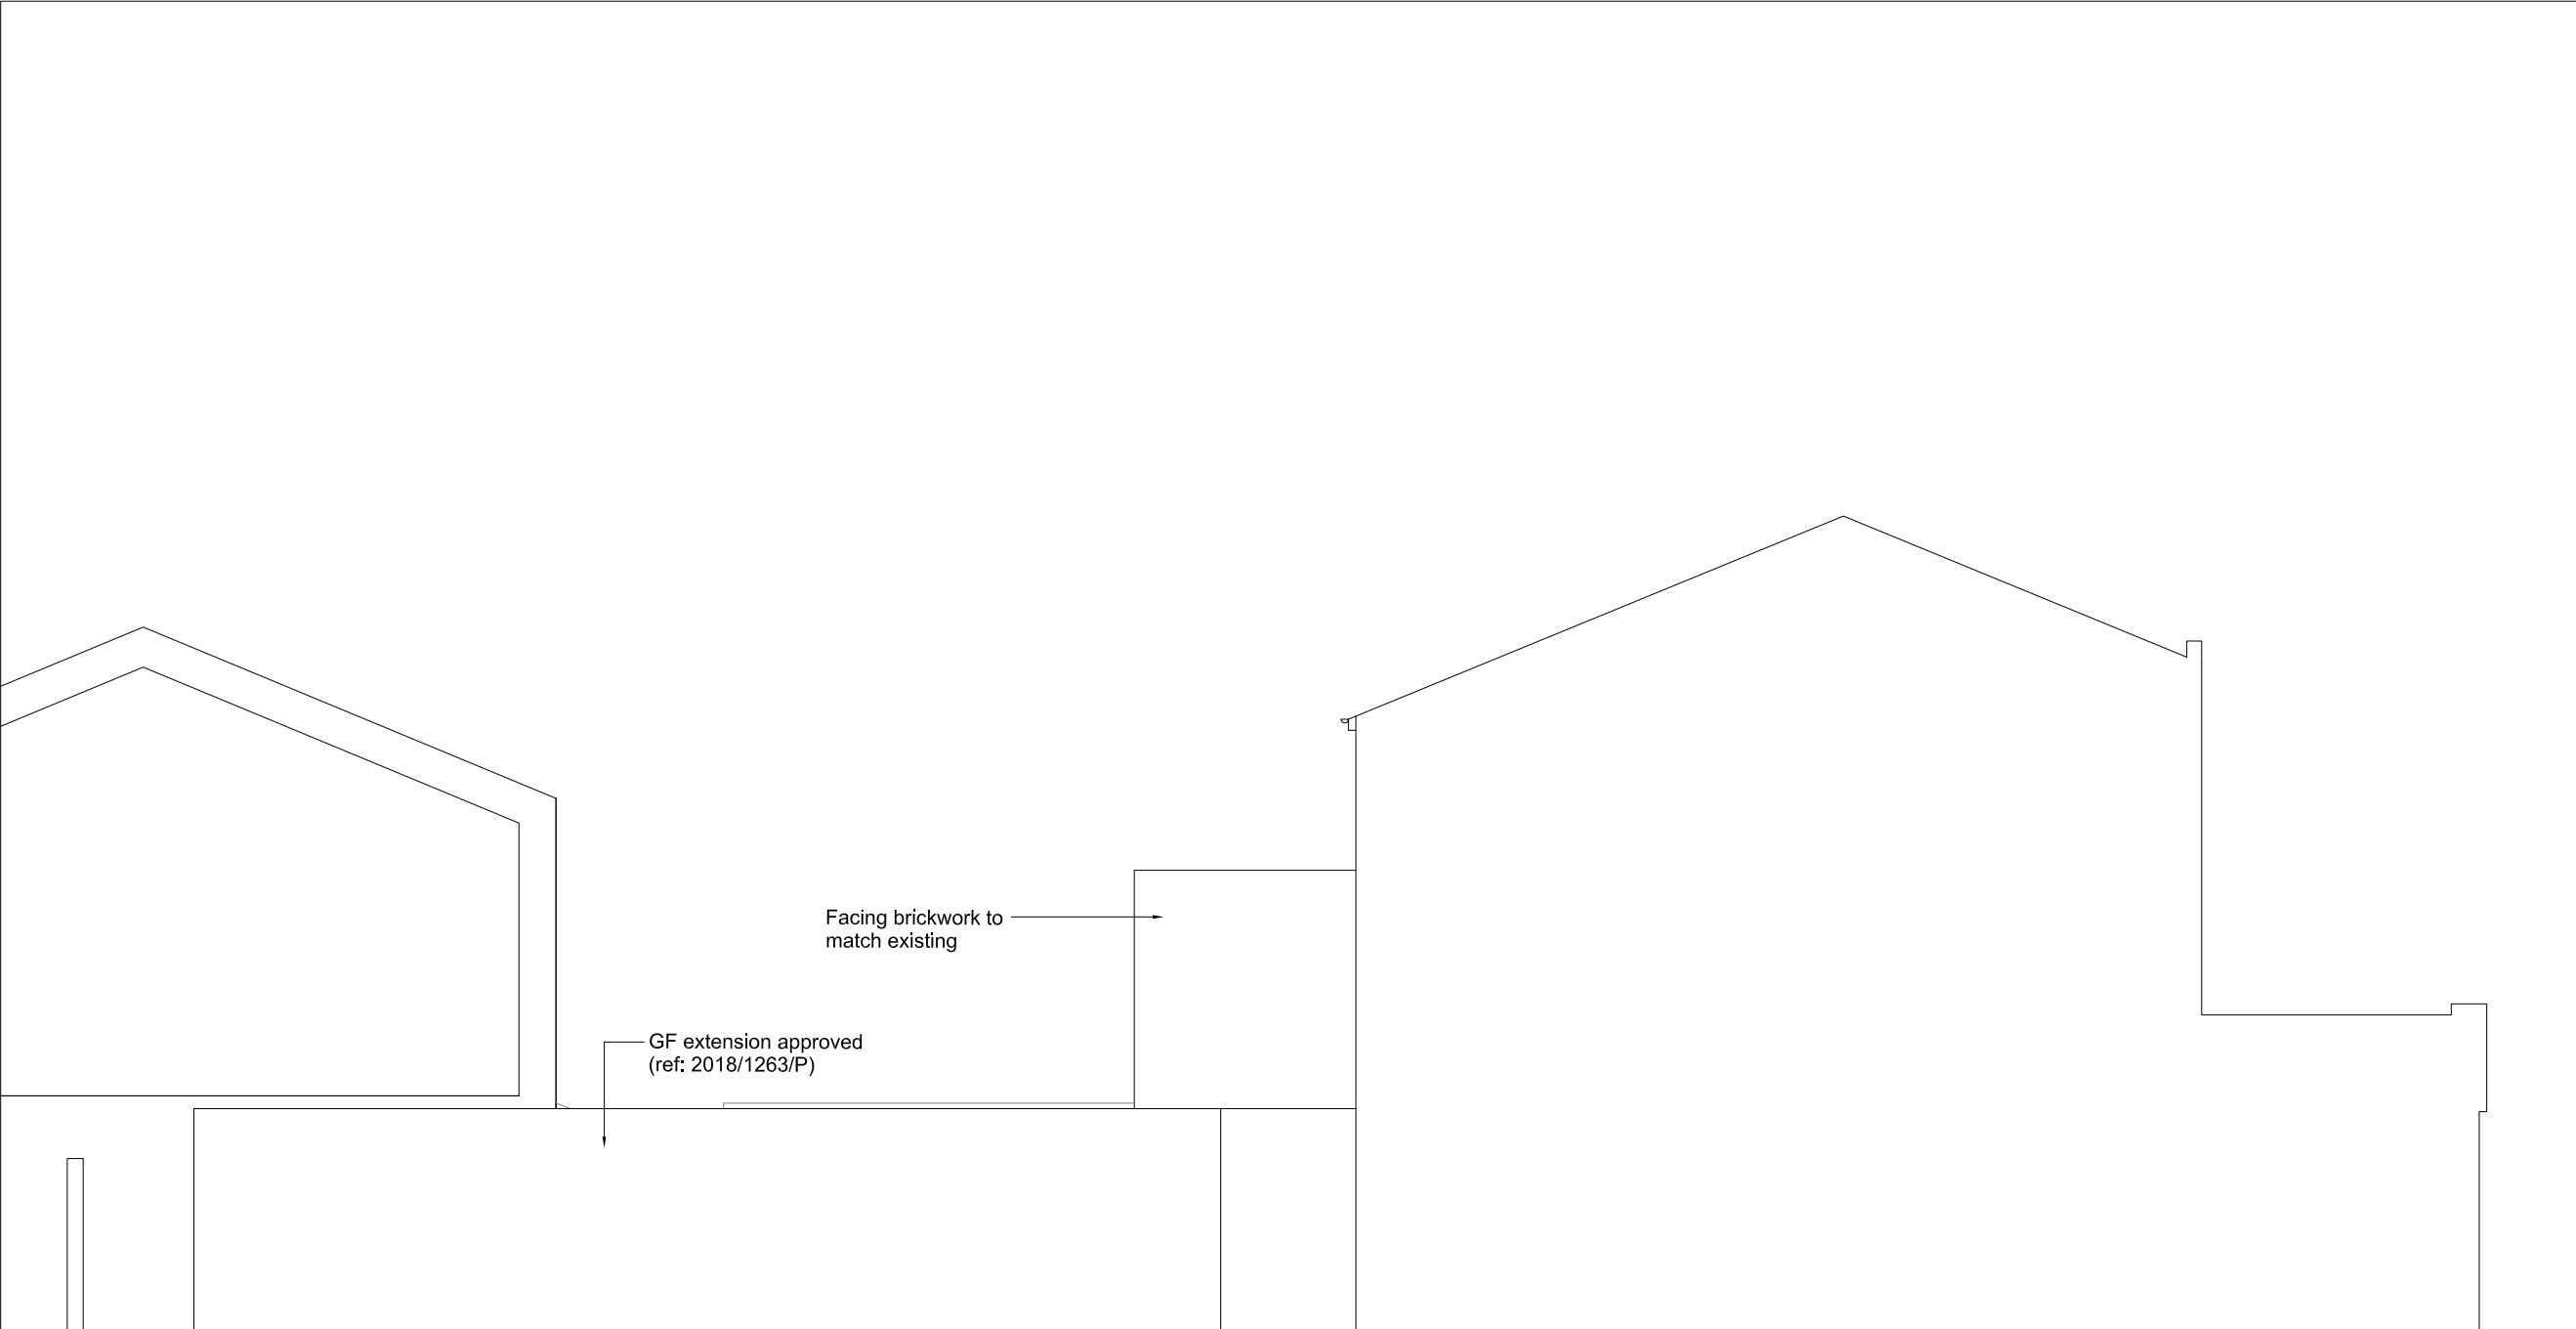 Facing brickwork to
match existing
GF extension approved
(ref: 2018/1263/P)